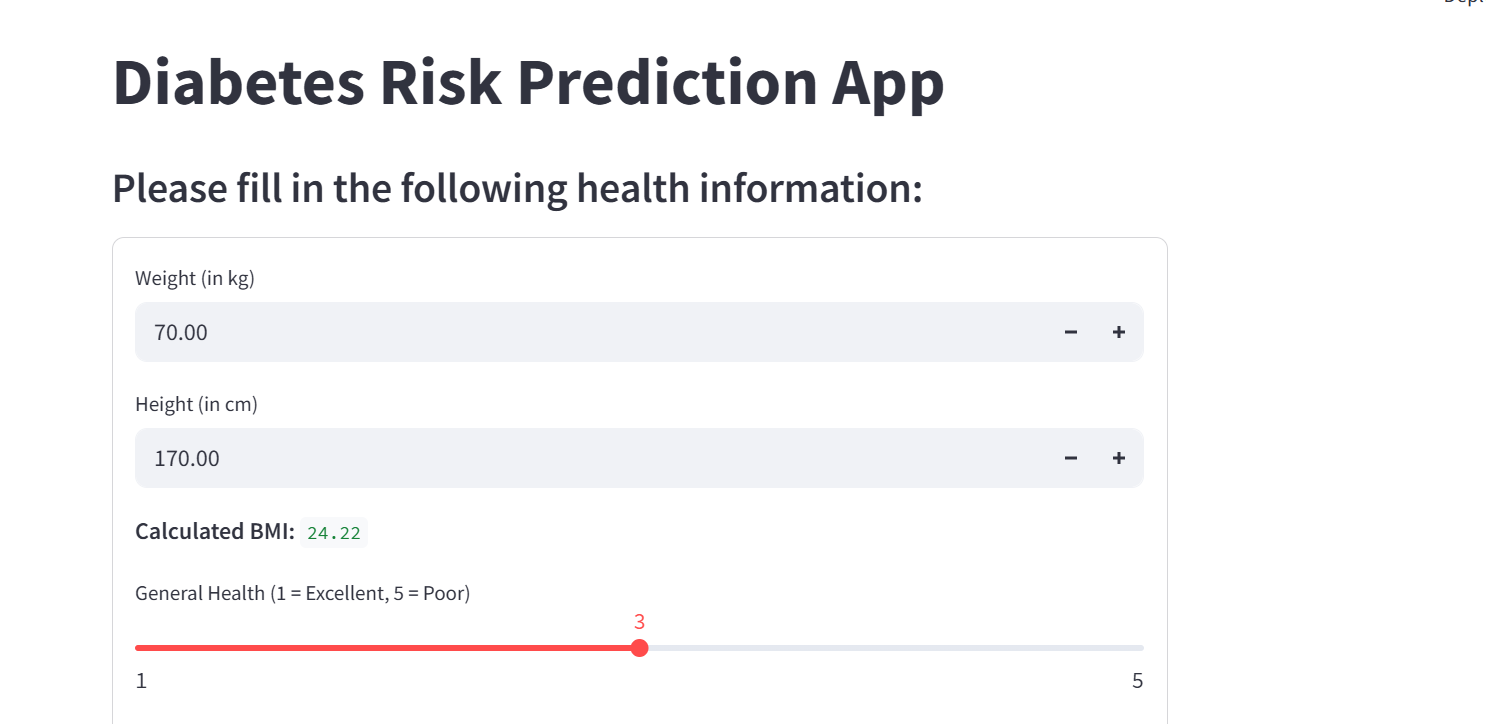 Diabetes Risk Prediction App
Please fill in the following health information:
Weight (in kg)
70.00
Height (in cm)
170.00
Calculated BMI: 24.22
General Health (1 = Excellent, 5 = Poor)
3
1 5